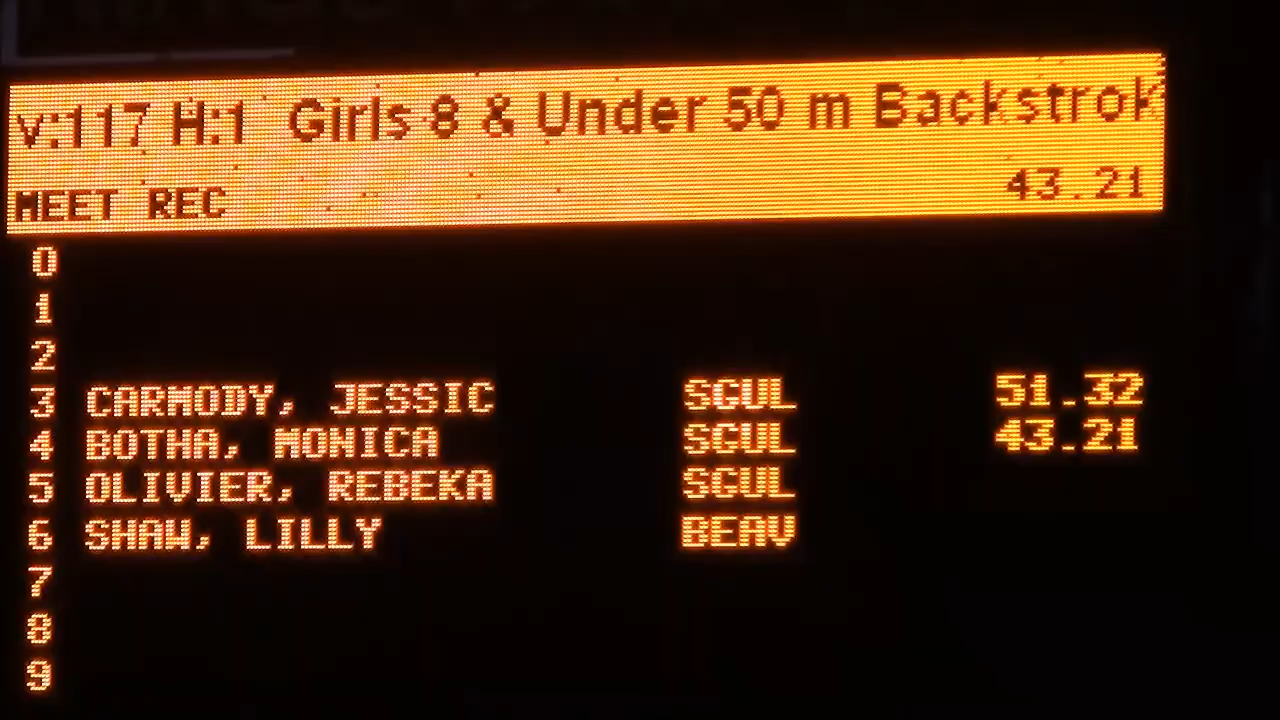 v:117 H:1 Girls 8 & Under 50 m Backstrok
MEET REC 43.21
0
1
2
3 CARMODY, JESSIC SGUL 51.32
4 BOTHA, MONICA SGUL 43.21
5 OLIVIER, REBEKA SGUL
6 SHAW, LILLY BEAV
7
8
9